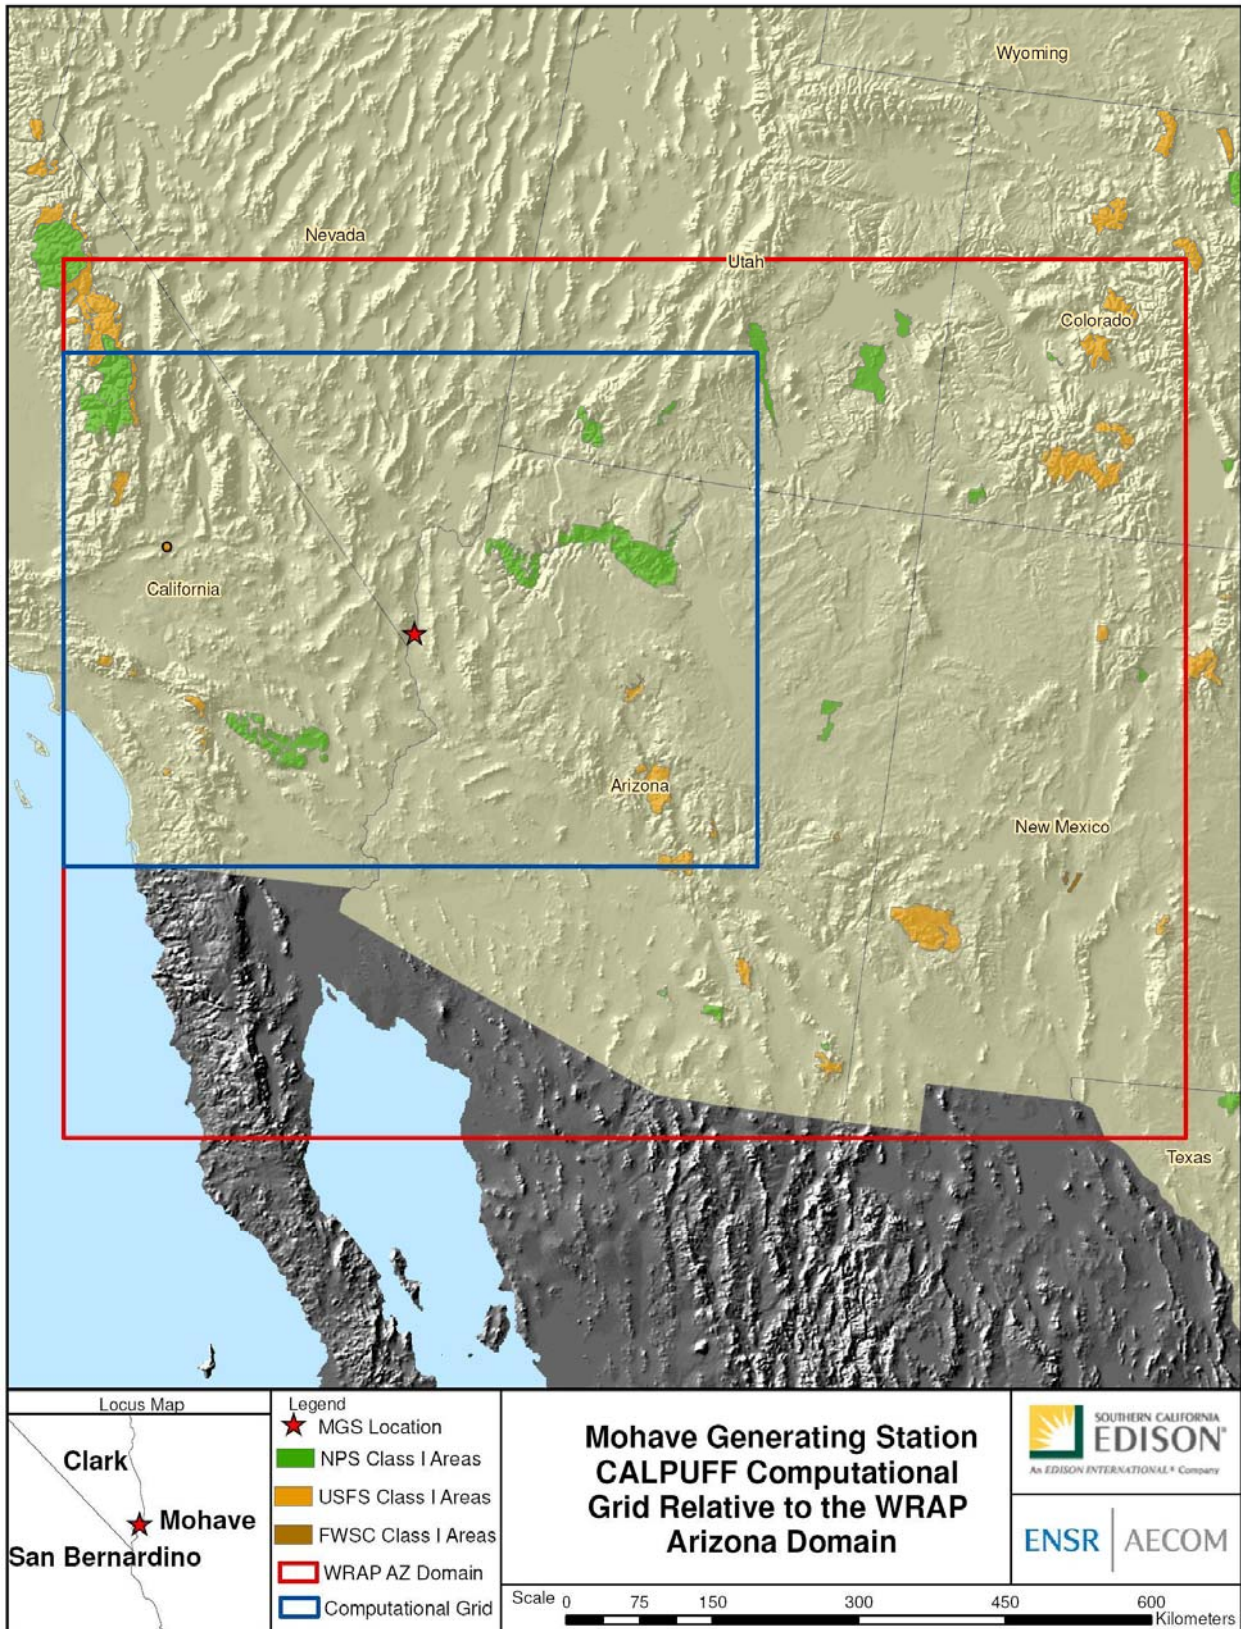 Wyoming
Nevada
Utah
Colorado
California
Arizona
New Mexico
Texas
Locus Map
Clark
Mohave
San Bernardino
Legend
MGS Location
NPS Class I Areas
USFS Class I Areas
FWSC Class I Areas
WRAP AZ Domain
Computational Grid
Mohave Generating Station
CALPUFF Computational
Grid Relative to the WRAP
Arizona Domain
Scale 0 75 150 300 450 600
Kilometers
SOUTHERN CALIFORNIA
EDISON®
An EDISON INTERNATIONAL® Company
ENSR | AECOM